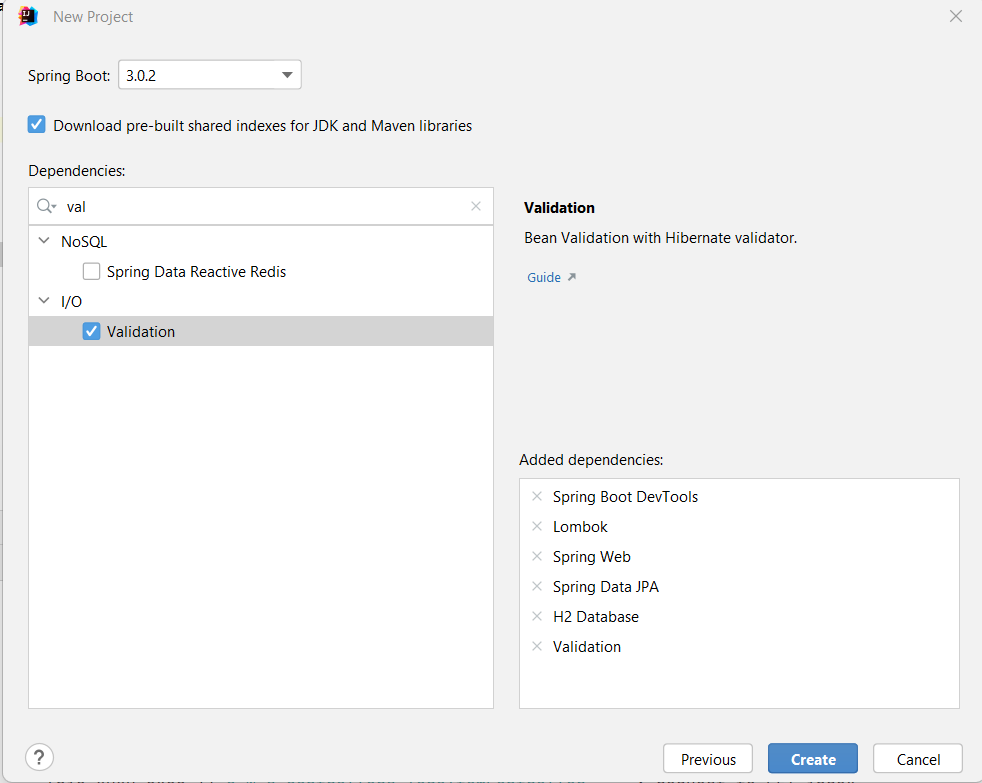 New Project
Spring Boot: 3.0.2
Download pre-built shared indexes for JDK and Maven libraries
Dependencies:
val
NoSQL
Spring Data Reactive Redis
I/O
Validation
Validation
Bean Validation with Hibernate validator.
Guide
Added dependencies:
Spring Boot DevTools
Lombok
Spring Web
Spring Data JPA
H2 Database
Validation
?
Previous
Create
Cancel